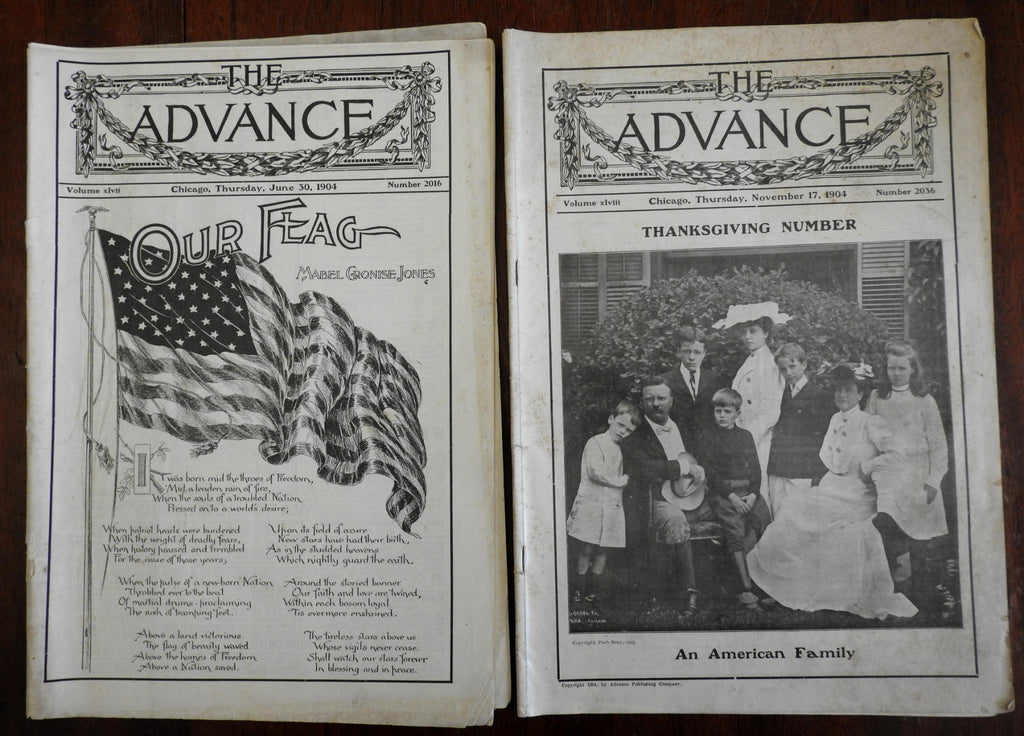 THE
ADVANCE
Volume xlvii Chicago, Thursday, June 30, 1904 Number 2016
OUR FLAG
MABEL CRONISE JONES
IT was born mid the throes of Freedom,
Mid a leaden rain of fire,
When the souls of a troubled Nation
Pressed on to a world's desire;
When patriot hearts were burdened
With the weight of deadly fears,
When history paused and trembled
For the issue of those years;
When the pulse of a new-born Nation
Throbbed ever to the beat
Of martial drums proclaiming
The rush of tramping feet.
Above a land victorious
The flag of beauty waved
Above the homes of Freedom
Above a Nation saved.
Upon its field of azure
New stars have had their birth,
As in the studded heavens
Which nightly guard the earth.
Around the storied banner
Our faith and love are twined,
Within each bosom loyal
'Tis evermore enshrined.
The tireless stars above us
Whose vigils never cease.
Shall watch our stars forever
In blessing and in peace.
THE
ADVANCE
Volume xlviii Chicago, Thursday, November 17, 1904 Number 2036
THANKSGIVING NUMBER
Copyright, Pach Bros.,
An American Family
Copyright 1904, by Advance Publishing Company.